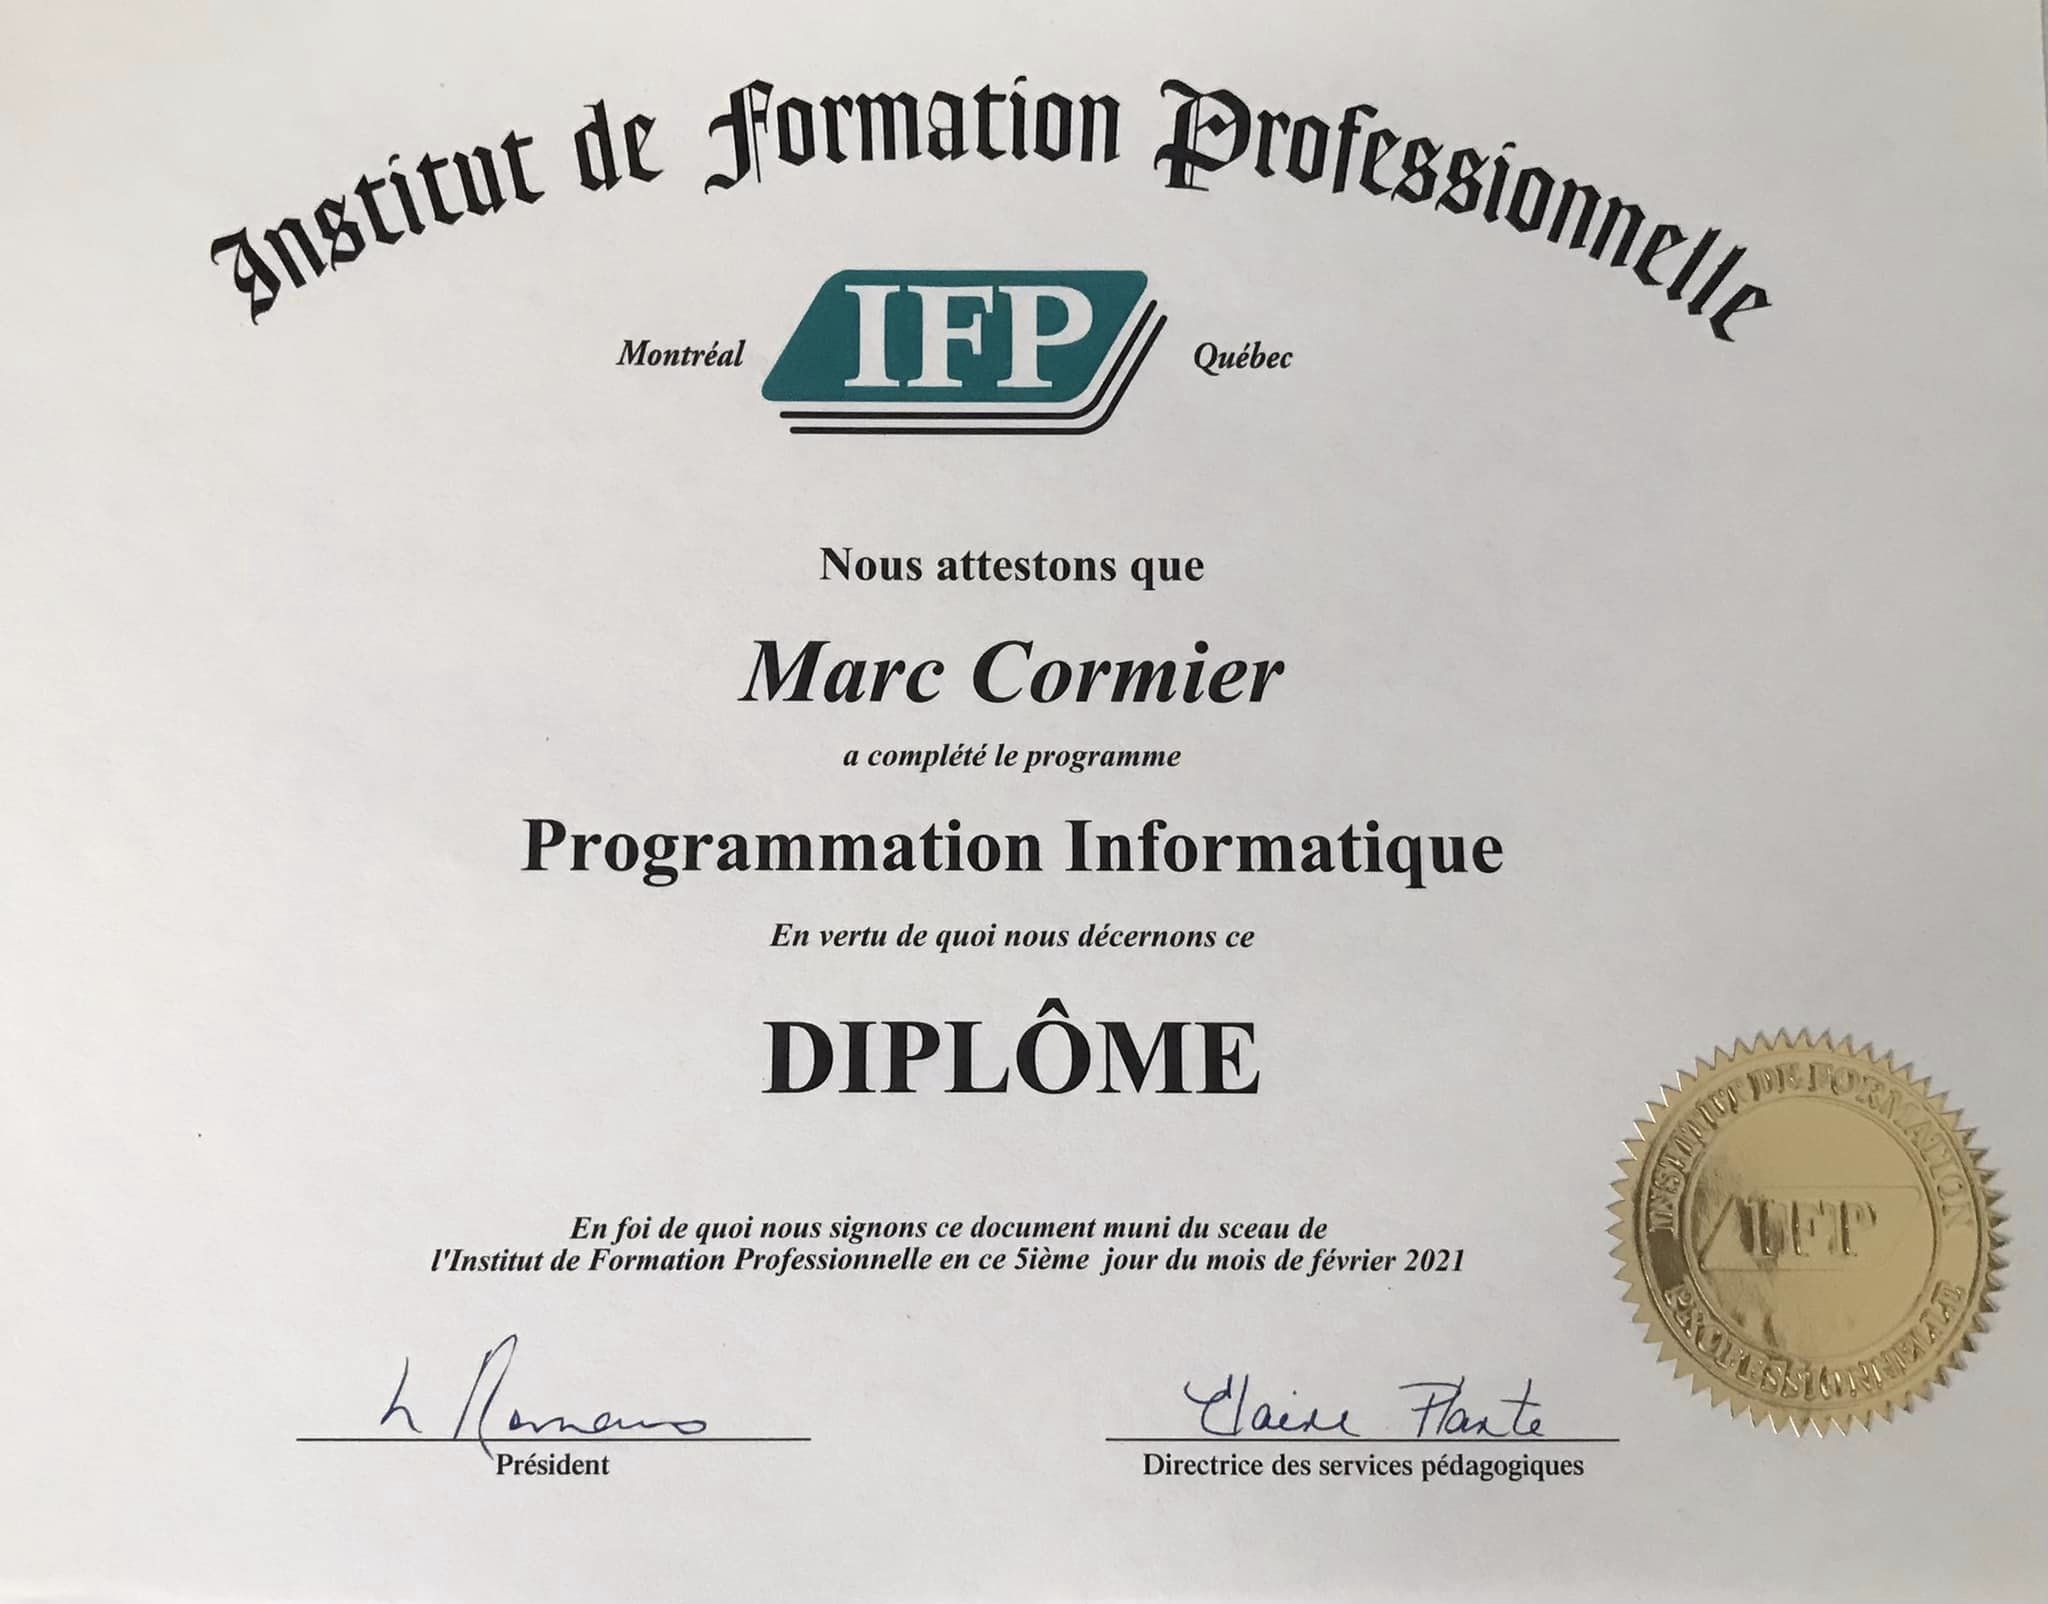 Institut de Formation Professionnelle
Montréal IFP Québec
Nous attestons que
Marc Cormier
a complété le programme
Programmation Informatique
En vertu de quoi nous décernons ce
DIPLÔME
En foi de quoi nous signons ce document muni du sceau de
l'Institut de Formation Professionnelle en ce 5ième jour du mois de février 2021
Claire Plante
Président
Directrice des services pédagogiques
INSTITUT DE FORMATION
IFP
PROFESSIONNELLE